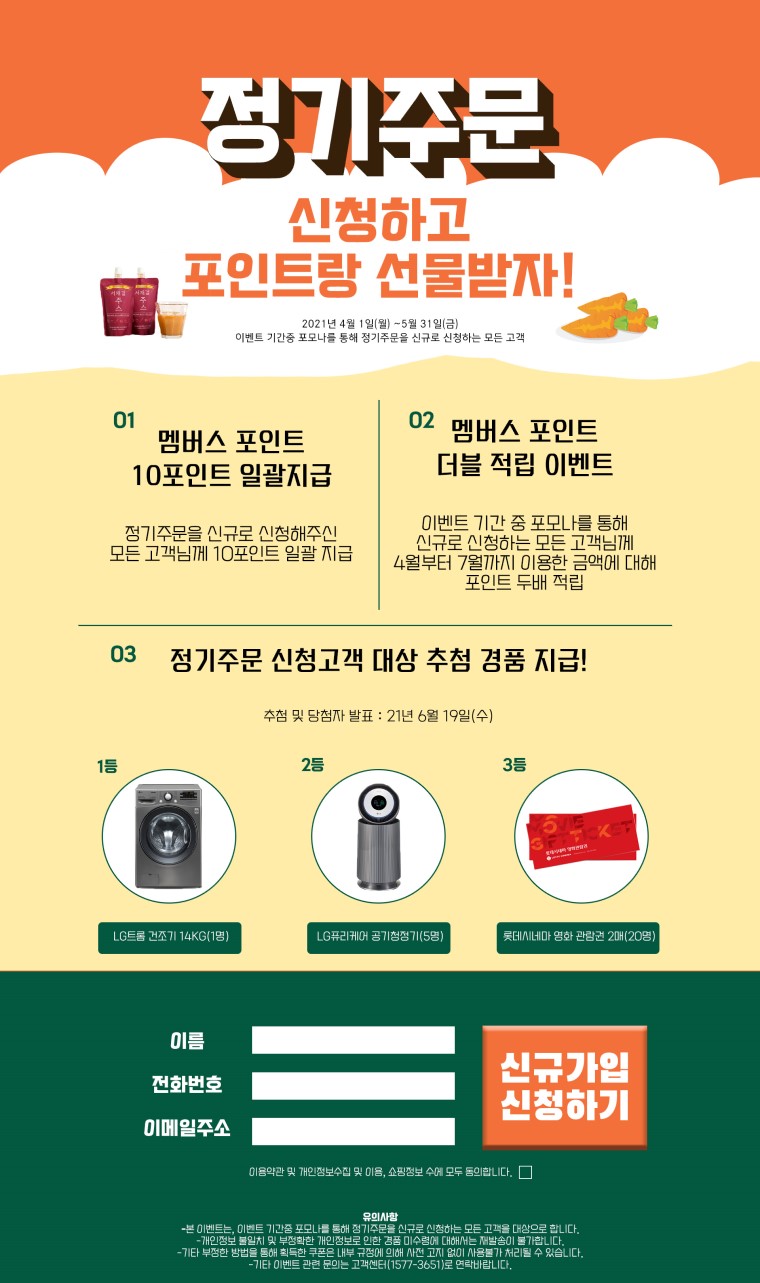 정기주문
신청하고
포인트랑 선물받자!
2021년 4월 1일(월) ~5월 31일(금)
이벤트 기간중 포모나를 통해 정기주문을 신규로 신청하는 모든 고객
01
멤버스 포인트
10포인트 일괄지급
정기주문을 신규로 신청해주신
모든 고객님께 10포인트 일괄 지급
02
멤버스 포인트
더블 적립 이벤트
이벤트 기간 중 포모나를 통해
신규로 신청하는 모든 고객님께
4월부터 7월까지 이용한 금액에 대해
포인트 두배 적립
03
정기주문 신청고객 대상 추첨 경품 지급!
추첨 및 당첨자 발표 : 21년 6월 19일(수)
1등
2등
3등
LG트롬 건조기 14KG(1명)
LG퓨리케어 공기청정기(5명)
롯데시네마 영화 관람권 2매(20명)
이름
전화번호
이메일주소
신규가입
신청하기
이용약관 및 개인정보수집 및 이용, 쇼핑정보 수에 모두 동의합니다.
유의사항
-본 이벤트는, 이벤트 기간중 포모나를 통해 정기주문을 신규로 신청하는 모든 고객을 대상으로 합니다.
-개인정보 불일치 및 부정확한 개인정보로 인한 경품 미수령에 대해서는 재발송이 불가합니다.
-기타 부정한 방법을 통해 획득한 쿠폰은 내부 규정에 의해 사전 고지 없이 사용불가 처리될 수 있습니다.
-기타 이벤트 관련 문의는 고객센터(1577-3651)로 연락바랍니다.